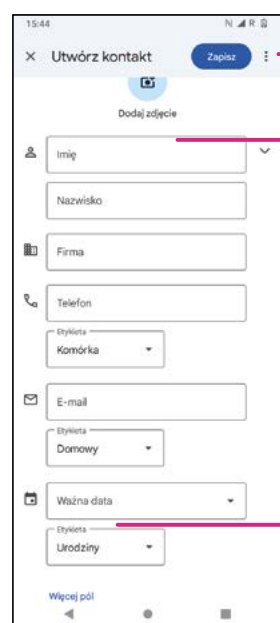 15:44
N R
Utwórz kontakt
Zapisz
Dodaj zdjęcie
Imię
Nazwisko
Firma
Telefon
Etykieta
Komórka
E-mail
Etykieta
Domowy
Ważna data
Etykieta
Urodziny
Więcej pól